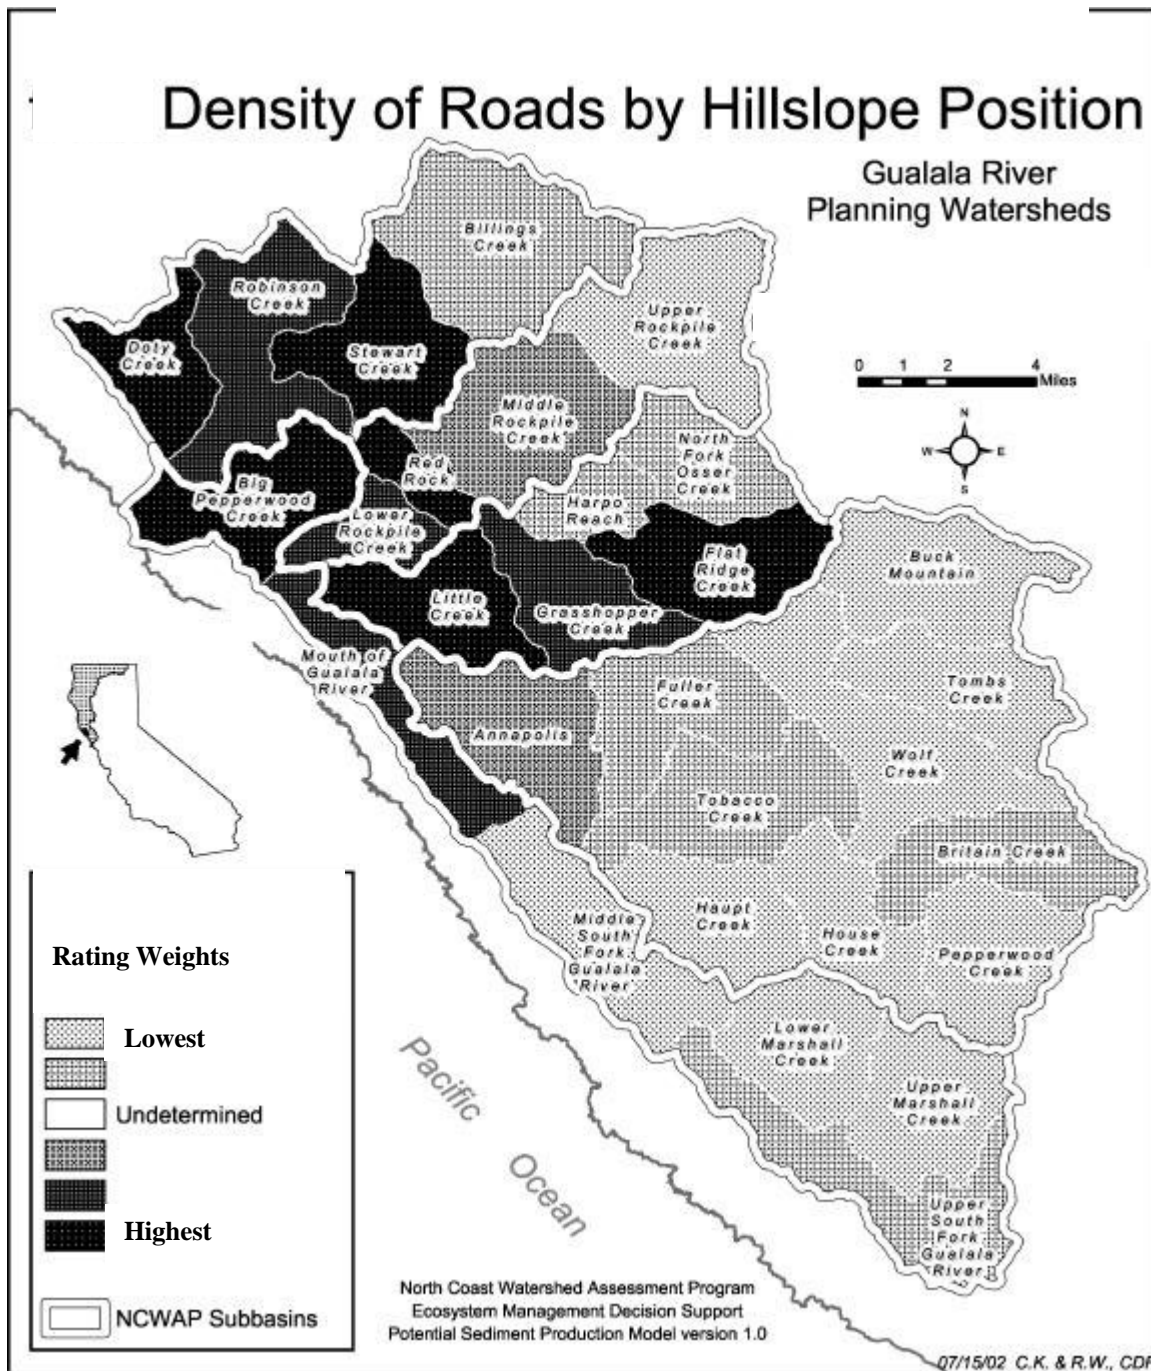 Density of Roads by Hillslope Position
Gualala River
Planning Watersheds
Billings
Creek
Robinson
Creek
Upper
Rockpile
Creek
Doty
Creek
Stewart
Creek
0 1 2 4
Miles
Middle
Rockpile
Creek
N
W E
S
North
Fork
Osser
Creek
Red
Rock
Big
Pepperwood
Creek
Harpo
Reach
Lower
Rockpile
Creek
Flat
Ridge
Creek
Buck
Mountain
Little
Creek
Grasshopper
Creek
Mouth of
Gualala
River
Fuller
Creek
Tombs
Creek
Annapolis
Wolf
Creek
Tobacco
Creek
Britain Creek
Haupt
Creek
Middle
South
Fork
Gualala
River
House
Creek
Pepperwood
Creek
Lower
Marshall
Creek
Upper
Marshall
Creek
Upper
South
Fork
Gualala
River
Pacific
Ocean
Rating Weights
Lowest
Undetermined
Highest
NCWAP Subbasins
North Coast Watershed Assessment Program
Ecosystem Management Decision Support
Potential Sediment Production Model version 1.0
07/15/02 C.K. & R.W., CDF